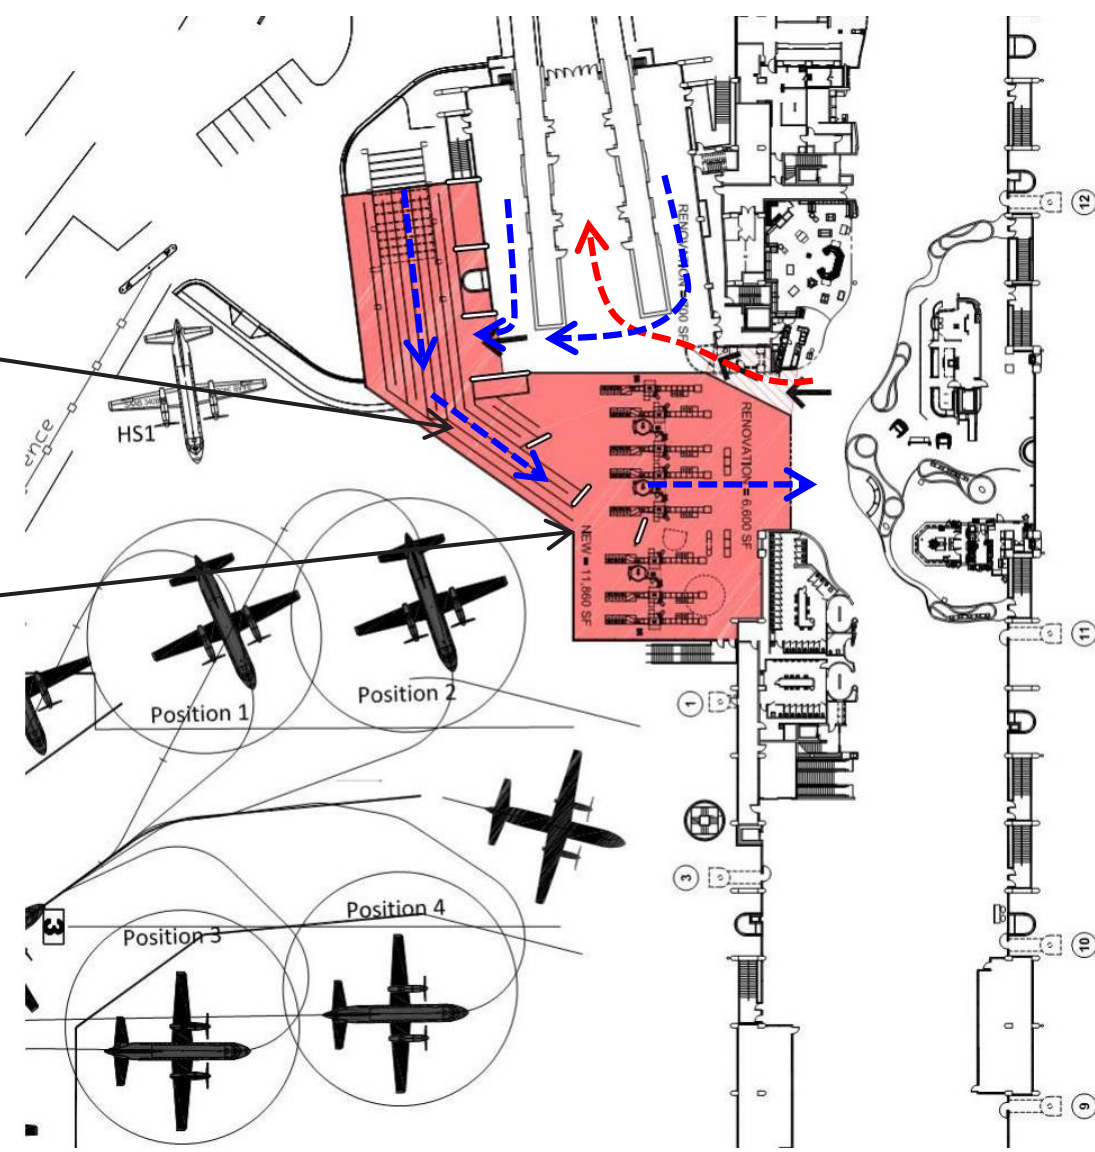 RENOVATION = 6,600 SF
NEW = 11,860 SF
HS1
ence
Position 1
Position 2
Position 3
Position 4
3
1
3
12
11
10
9